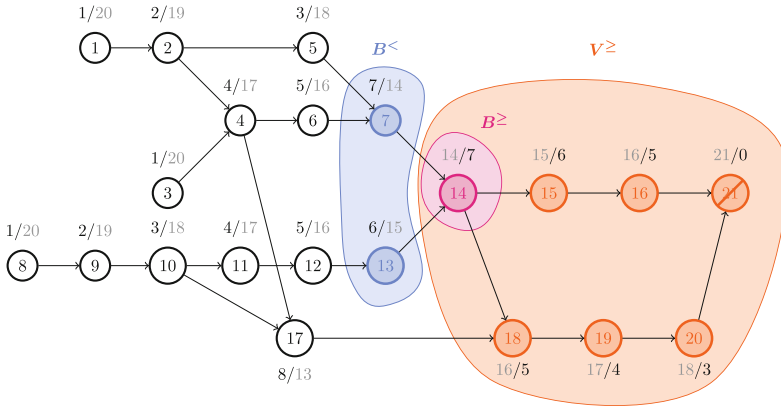 1/20 2/19 3/18
1 2 5 B< V≥
4/17 5/16 7/14
4 6 7 B≥
1/20 14/7 15/6 16/5 21/0
3 14 15 16 21
1/20 2/19 3/18 4/17 5/16 6/15
8 9 10 11 12 13
17 18 19 20
8/13 16/5 17/4 18/3